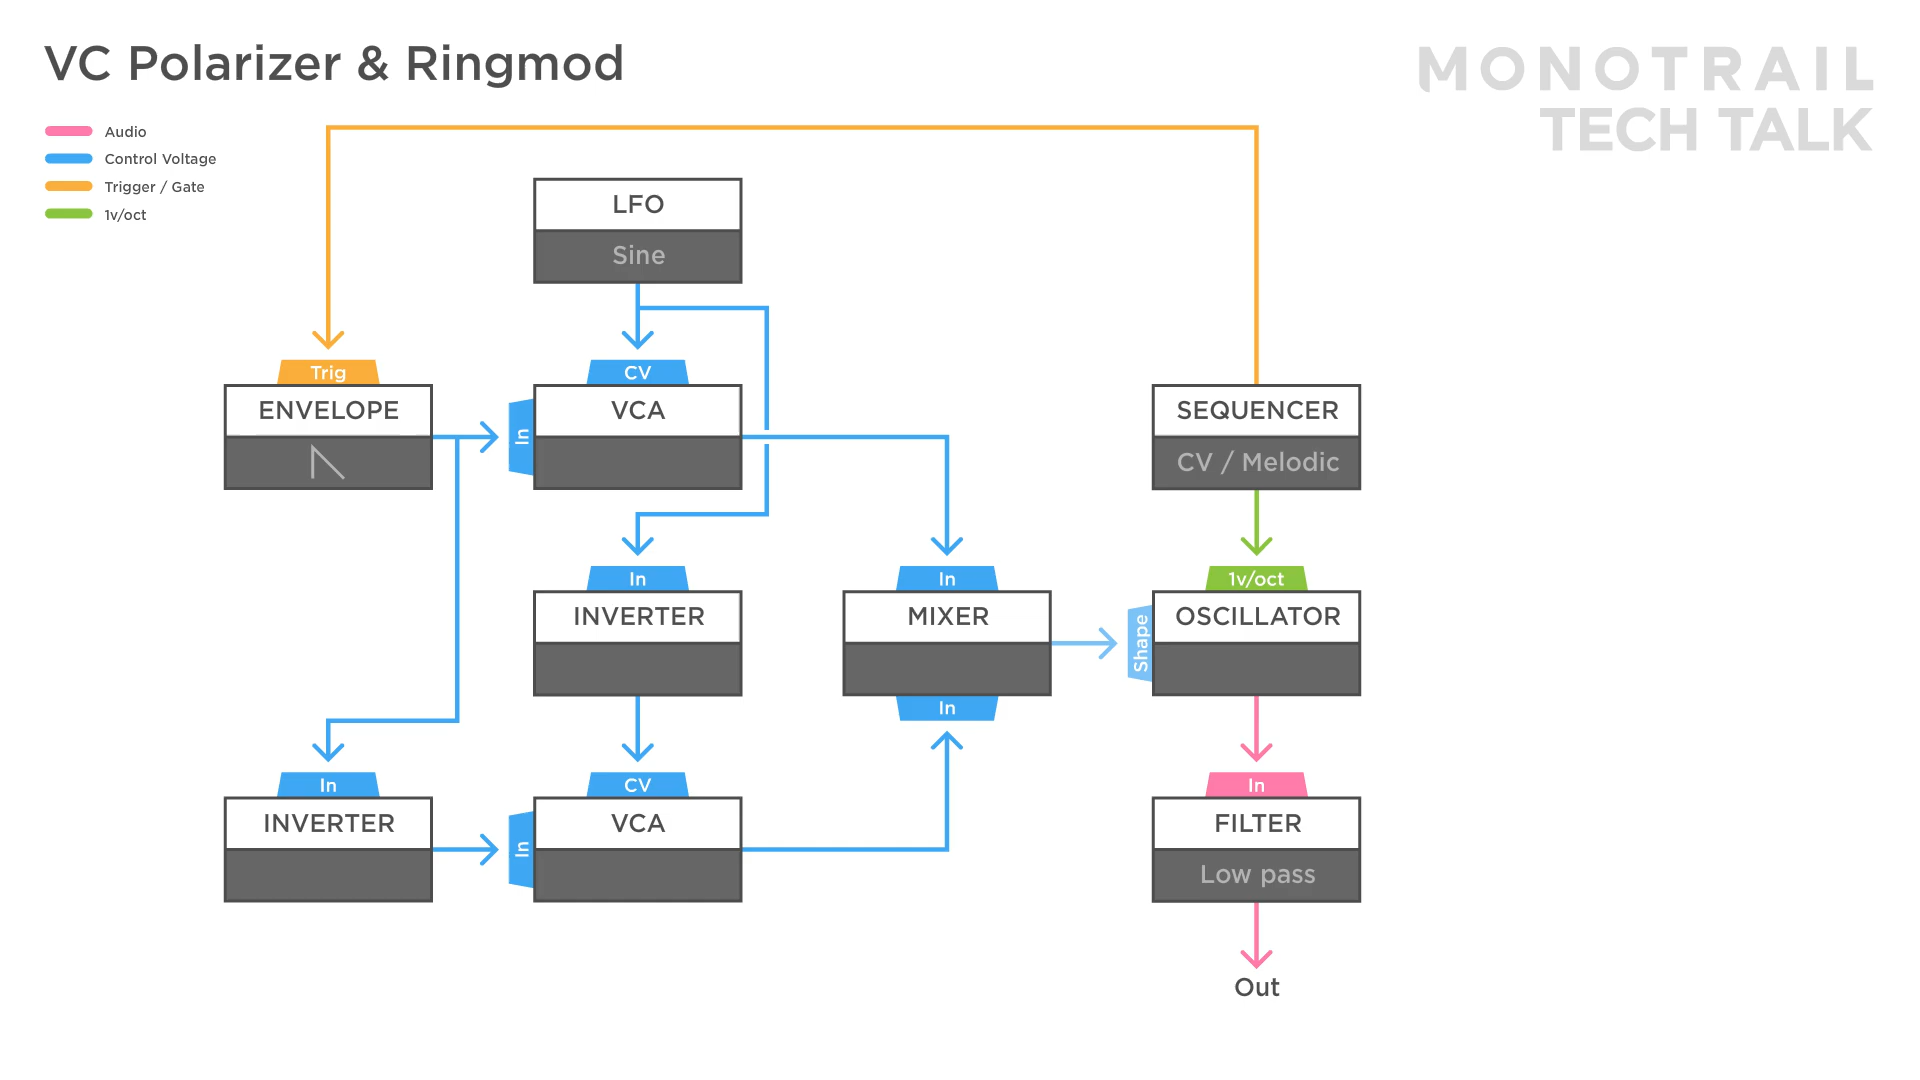 VC Polarizer & Ringmod
MONOTRAIL
TECH TALK
Audio
Control Voltage
Trigger / Gate
1v/oct
LFO
Sine
Trig
ENVELOPE
CV
In
VCA
SEQUENCER
CV / Melodic
In
INVERTER
In
MIXER
In
1v/oct
Shape
OSCILLATOR
In
INVERTER
CV
In
VCA
In
FILTER
Low pass
Out